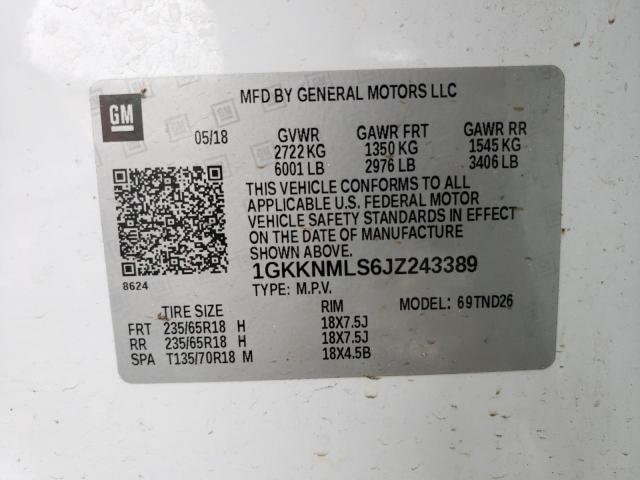 MFD BY GENERAL MOTORS LLC
GM
05/18 GVWR GAWR FRT GAWR RR
2722 KG 1350 KG 1545 KG
6001 LB 2976 LB 3406 LB
THIS VEHICLE CONFORMS TO ALL
APPLICABLE U.S. FEDERAL MOTOR
VEHICLE SAFETY STANDARDS IN EFFECT
ON THE DATE OF MANUFACTURE
SHOWN ABOVE.
8624
1GKKNMLS6JZ243389
TYPE: M.P.V.
TIRE SIZE RIM MODEL: 69TND26
FRT 235/65R18 H 18X7.5J
RR 235/65R18 H 18X7.5J
SPA T135/70R18 M 18X4.5B